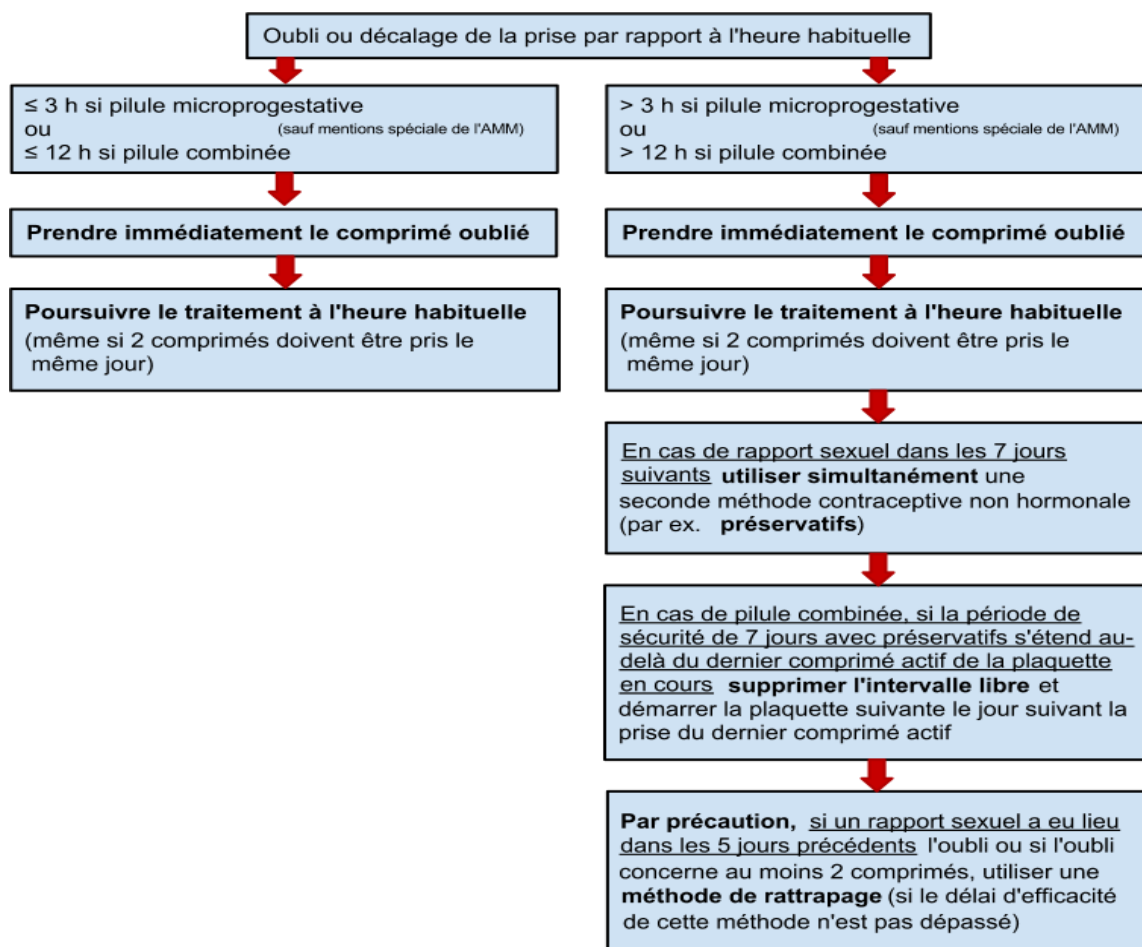 Oubli ou décalage de la prise par rapport à l'heure habituelle
≤ 3 h si pilule microprogestative
ou (sauf mentions spéciale de l'AMM)
≤ 12 h si pilule combinée
Prendre immédiatement le comprimé oublié
Poursuivre le traitement à l'heure habituelle
(même si 2 comprimés doivent être pris le
même jour)
> 3 h si pilule microprogestative
ou (sauf mentions spéciale de l'AMM)
> 12 h si pilule combinée
Prendre immédiatement le comprimé oublié
Poursuivre le traitement à l'heure habituelle
(même si 2 comprimés doivent être pris le
même jour)
En cas de rapport sexuel dans les 7 jours
suivants utiliser simultanément une
seconde méthode contraceptive non hormonale
(par ex. préservatifs)
En cas de pilule combinée, si la période de
sécurité de 7 jours avec préservatifs s'étend au-
delà du dernier comprimé actif de la plaquette
en cours supprimer l'intervalle libre et
démarrer la plaquette suivante le jour suivant la
prise du dernier comprimé actif
Par précaution, si un rapport sexuel a eu lieu
dans les 5 jours précédents l'oubli ou si l'oubli
concerne au moins 2 comprimés, utiliser une
méthode de rattrapage (si le délai d'efficacité
de cette méthode n'est pas dépassé)